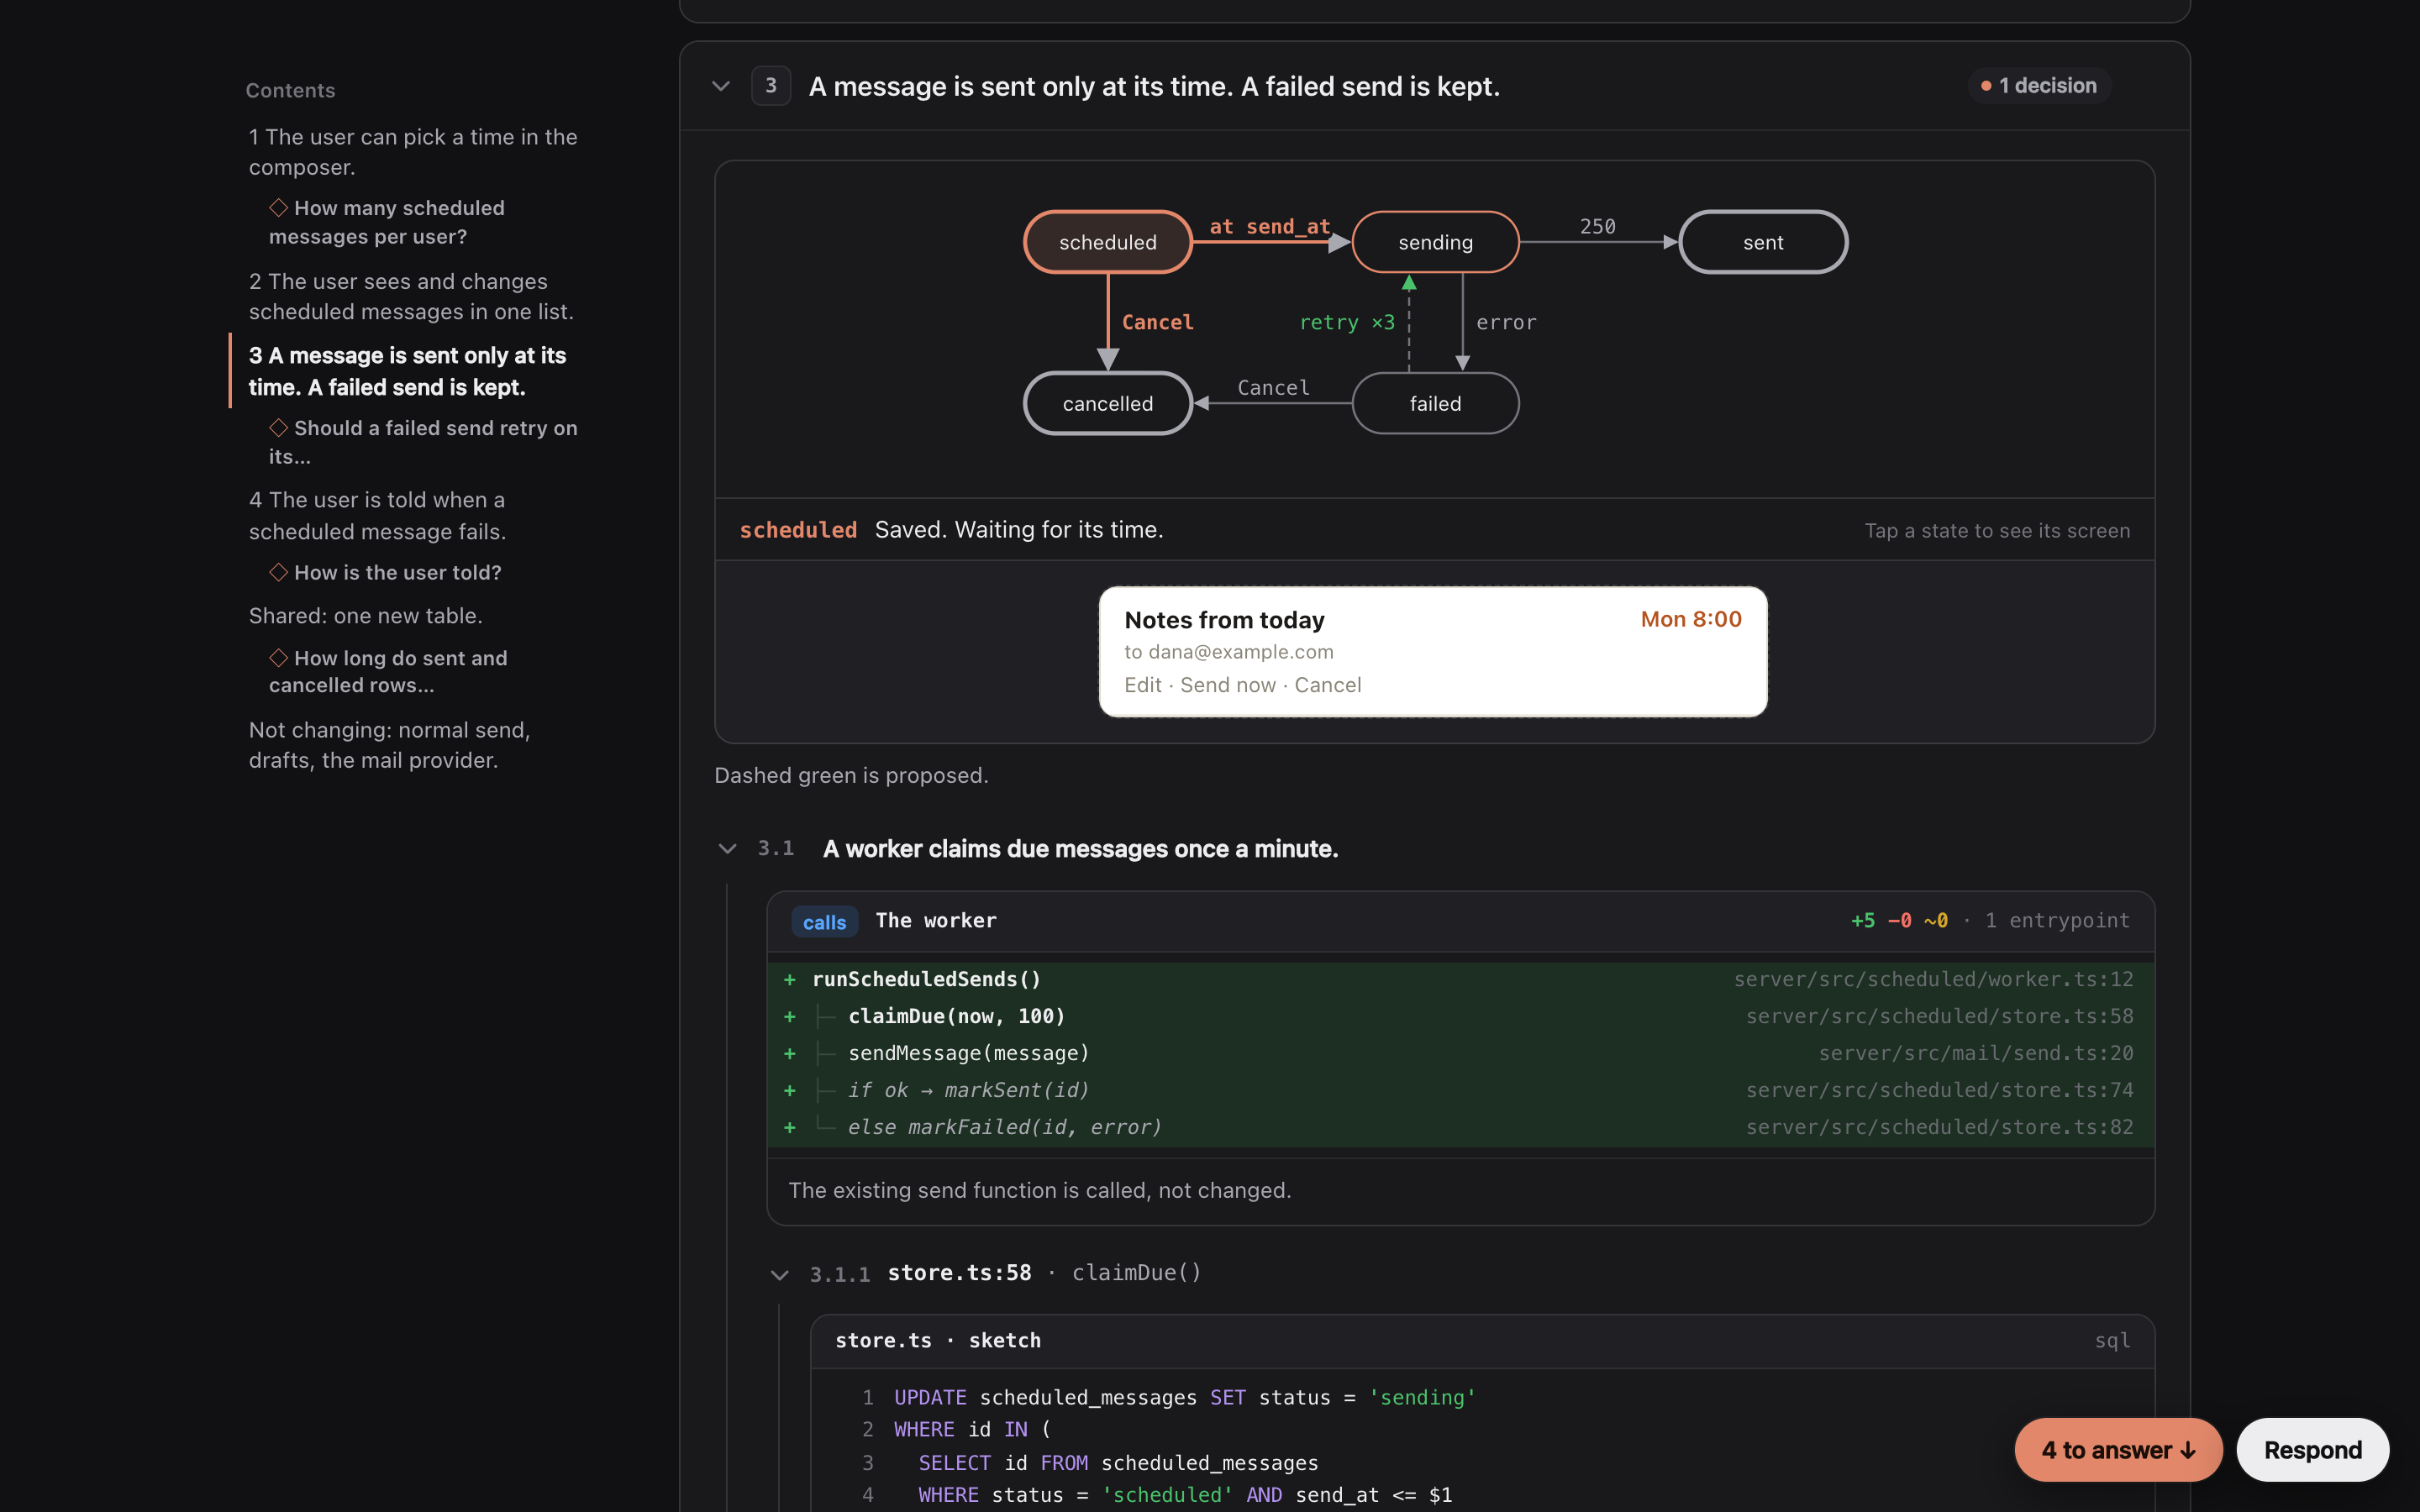 Contents
1 The user can pick a time in the
composer.
◇ How many scheduled
messages per user?
2 The user sees and changes
scheduled messages in one list.
3 A message is sent only at its
time. A failed send is kept.
◇ Should a failed send retry on
its...
4 The user is told when a
scheduled message fails.
◇ How is the user told?
Shared: one new table.
◇ How long do sent and
cancelled rows...
Not changing: normal send,
drafts, the mail provider.
3 A message is sent only at its time. A failed send is kept.
1 decision
scheduled
at send_at
sending
250
sent
Cancel
retry ×3
error
cancelled
Cancel
failed
scheduled Saved. Waiting for its time.
Tap a state to see its screen
Notes from today
Mon 8:00
to dana@example.com
Edit · Send now · Cancel
Dashed green is proposed.
3.1 A worker claims due messages once a minute.
calls The worker
+5 −0 ~0 · 1 entrypoint
+ runScheduledSends() server/src/scheduled/worker.ts:12
+ ├─ claimDue(now, 100) server/src/scheduled/store.ts:58
+ ├─ sendMessage(message) server/src/mail/send.ts:20
+ ├─ if ok → markSent(id) server/src/scheduled/store.ts:74
+ └─ else markFailed(id, error) server/src/scheduled/store.ts:82
The existing send function is called, not changed.
3.1.1 store.ts:58 · claimDue()
store.ts · sketch
sql
1 UPDATE scheduled_messages SET status = 'sending'
2 WHERE id IN (
3 SELECT id FROM scheduled_messages
4 WHERE status = 'scheduled' AND send_at <= $1
4 to answer ↓
Respond